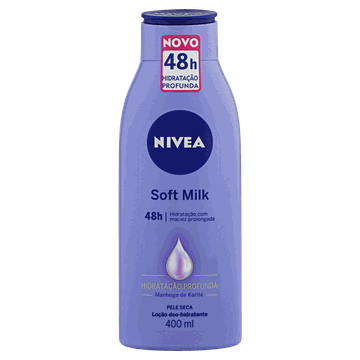 NOVO
48h
HIDRATAÇÃO
PROFUNDA
NIVEA
Soft Milk
48h | Hidratação com
maciez prolongada
HIDRATAÇÃO PROFUNDA
Manteiga de Karité
PELE SECA
Loção deo-hidratante
400 ml